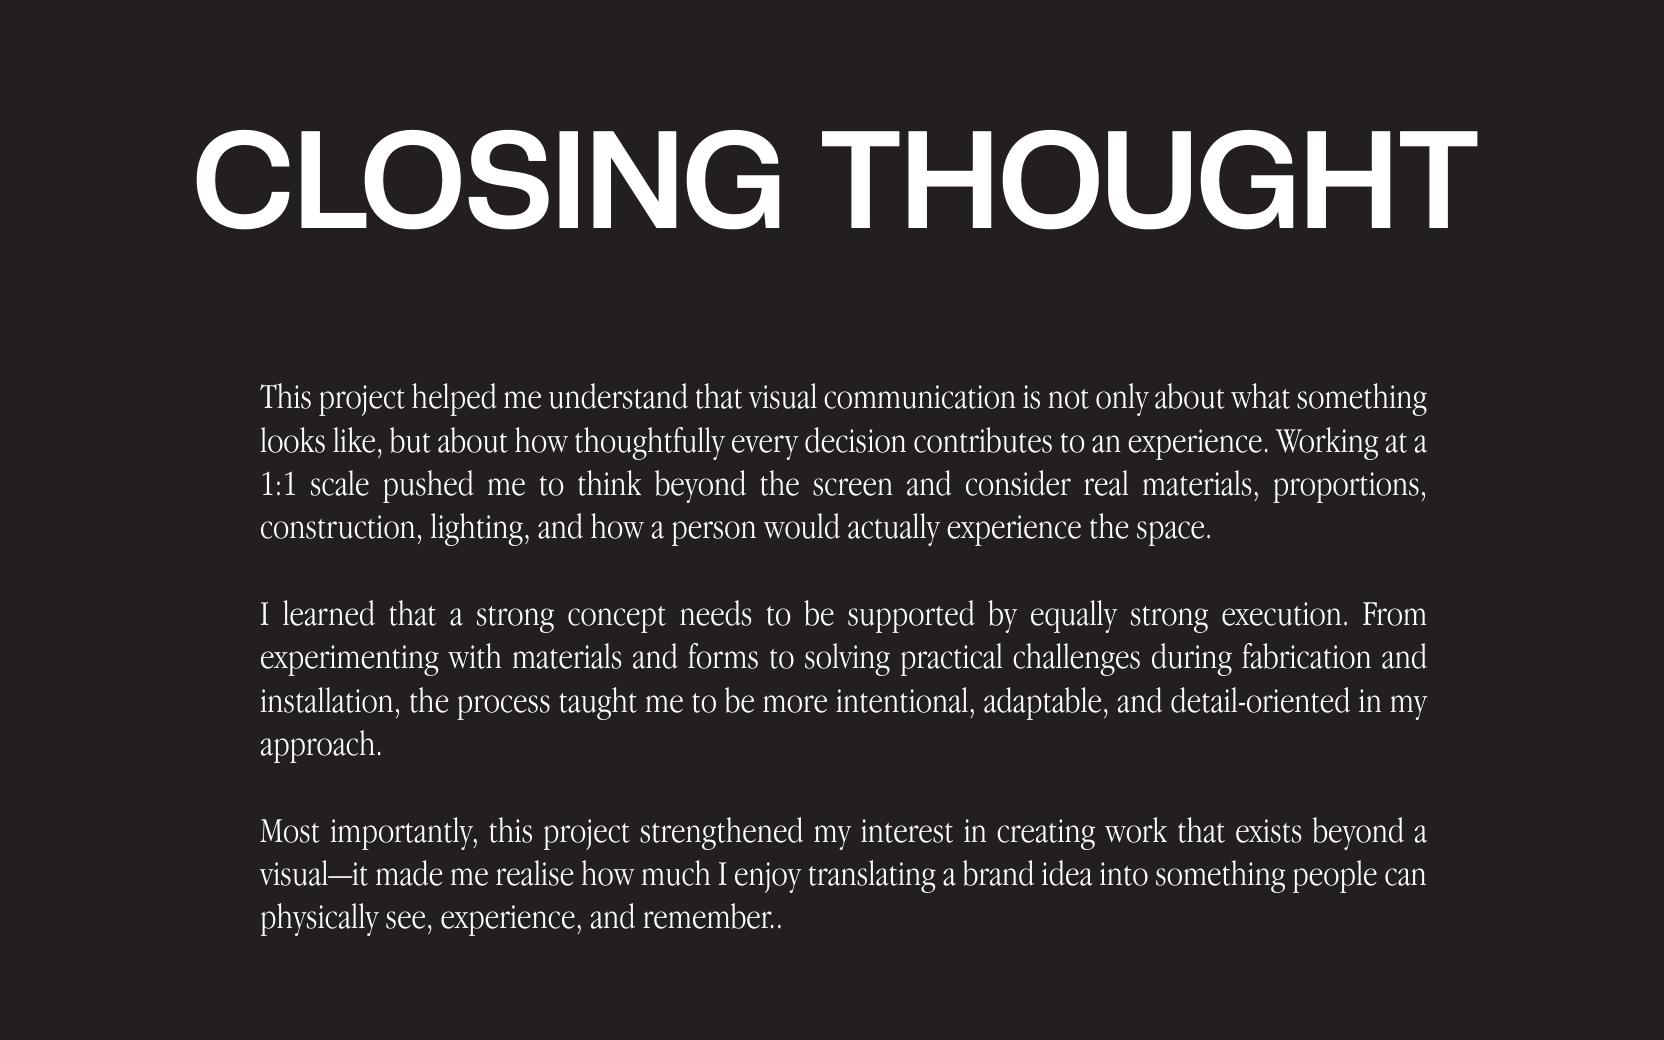 CLOSING THOUGHT
This project helped me understand that visual communication is not only about what something
looks like, but about how thoughtfully every decision contributes to an experience. Working at a
1:1 scale pushed me to think beyond the screen and consider real materials, proportions,
construction, lighting, and how a person would actually experience the space.
I learned that a strong concept needs to be supported by equally strong execution. From
experimenting with materials and forms to solving practical challenges during fabrication and
installation, the process taught me to be more intentional, adaptable, and detail-oriented in my
approach.
Most importantly, this project strengthened my interest in creating work that exists beyond a
visual—it made me realise how much I enjoy translating a brand idea into something people can
physically see, experience, and remember..